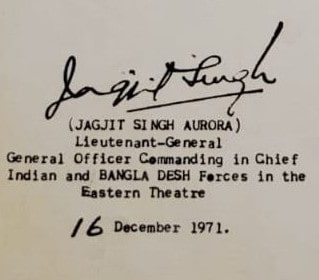 Jagjit Singh
(JAGJIT SINGH AURORA)
Lieutenant-General
General Officer Commanding in Chief
Indian and BANGLA DESH Forces in the
Eastern Theatre
16 December 1971.